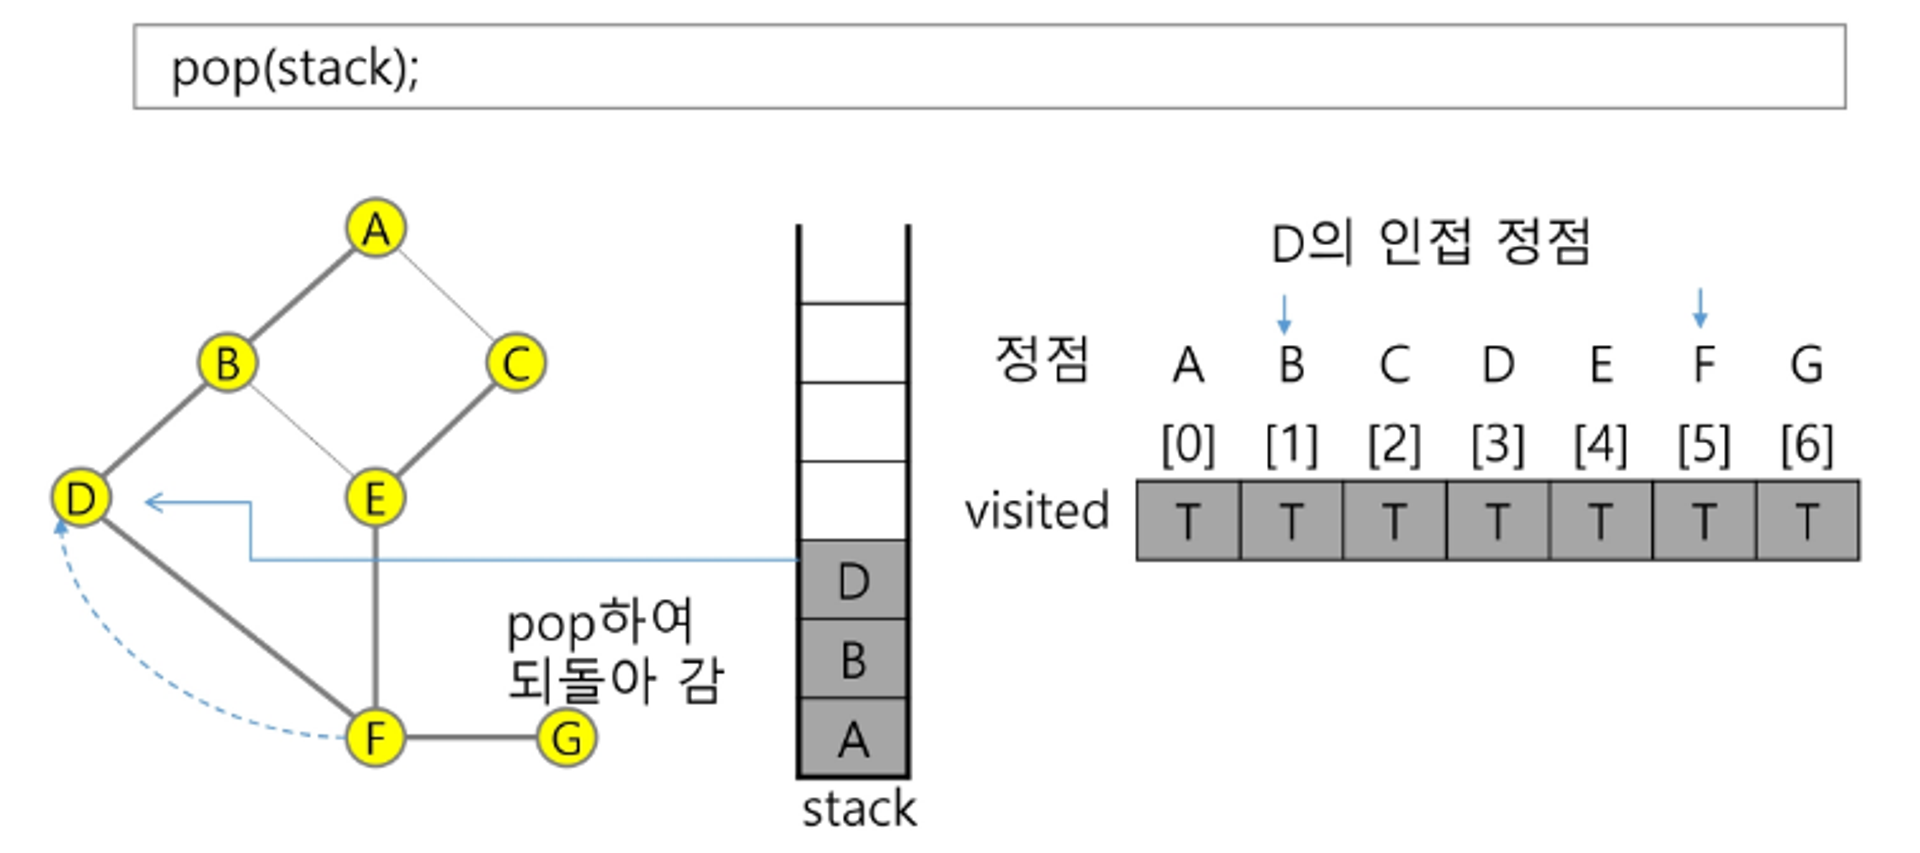 pop(stack);
A
B
C
D
E
F
G
pop하여
되돌아 감
D
B
A
stack
D의 인접 정점
정점 A B C D E F G
[0] [1] [2] [3] [4] [5] [6]
visited T T T T T T T